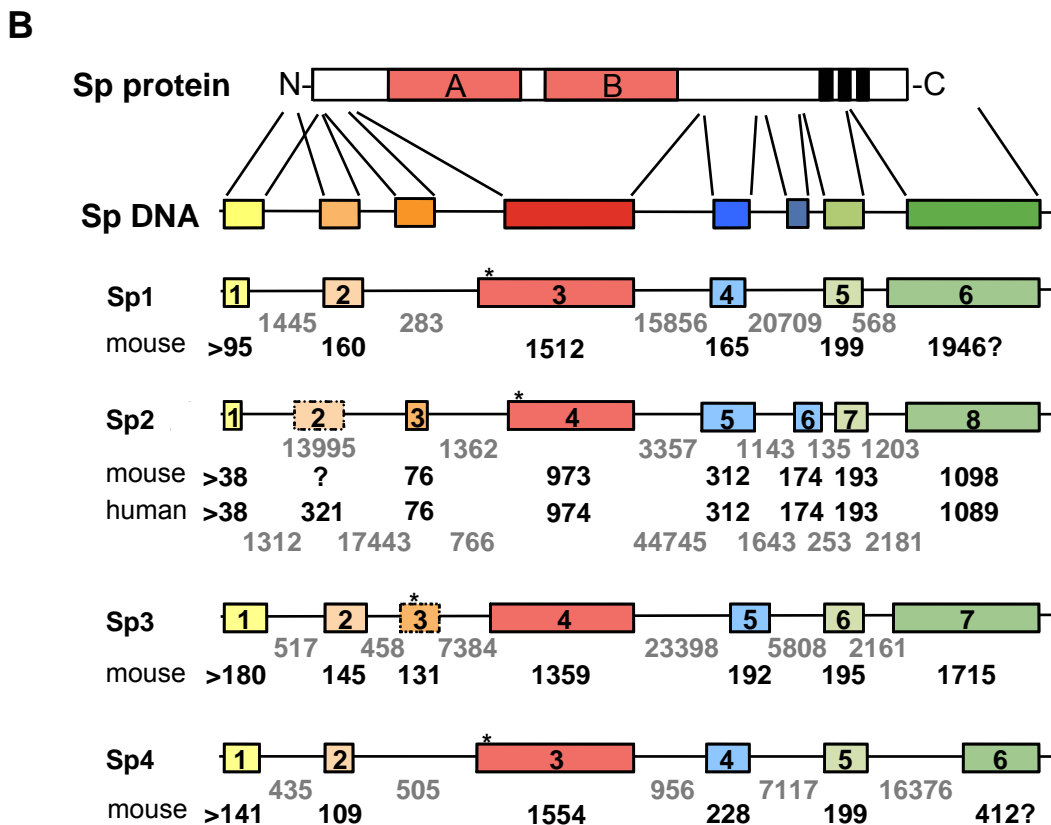 B
Sp protein N- A B -C
Sp DNA
* *
Sp1 1 2 3 4 5 6
1445 283 15856 20709 568
mouse >95 160 1512 165 199 1946?
*
Sp2 1 2 3 4 5 6 7 8
13995 1362 3357 1143 135 1203
mouse >38 ? 76 973 312 174 193 1098
human >38 321 76 974 312 174 193 1089
1312 17443 766 44745 1643 253 2181
*
Sp3 1 2 3 4 5 6 7
517 458 7384 23398 5808 2161
mouse >180 145 131 1359 192 195 1715
*
Sp4 1 2 3 4 5 6
435 505 956 7117 16376
mouse >141 109 1554 228 199 412?